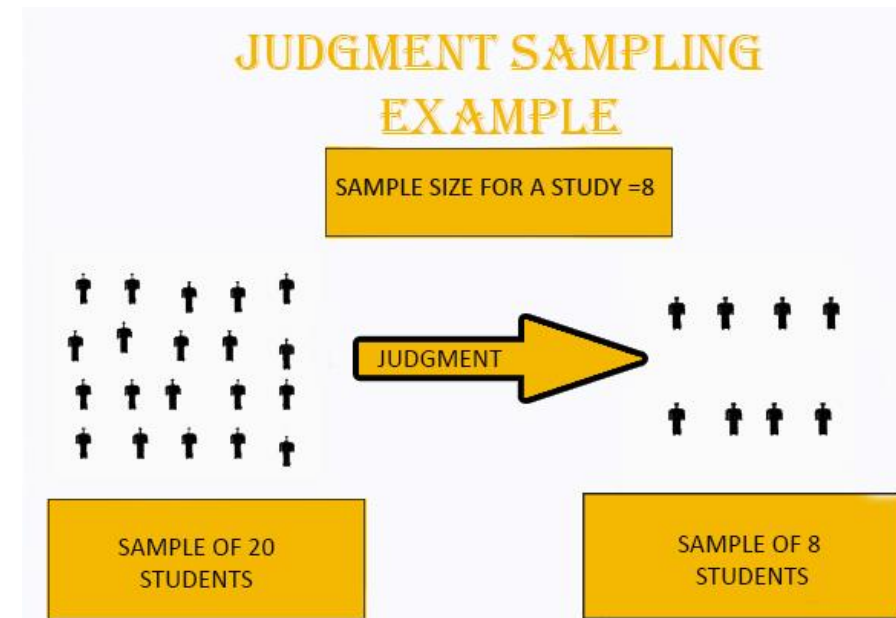 JUDGMENT SAMPLING
EXAMPLE
SAMPLE SIZE FOR A STUDY =8
JUDGMENT
SAMPLE OF 20
STUDENTS
SAMPLE OF 8
STUDENTS